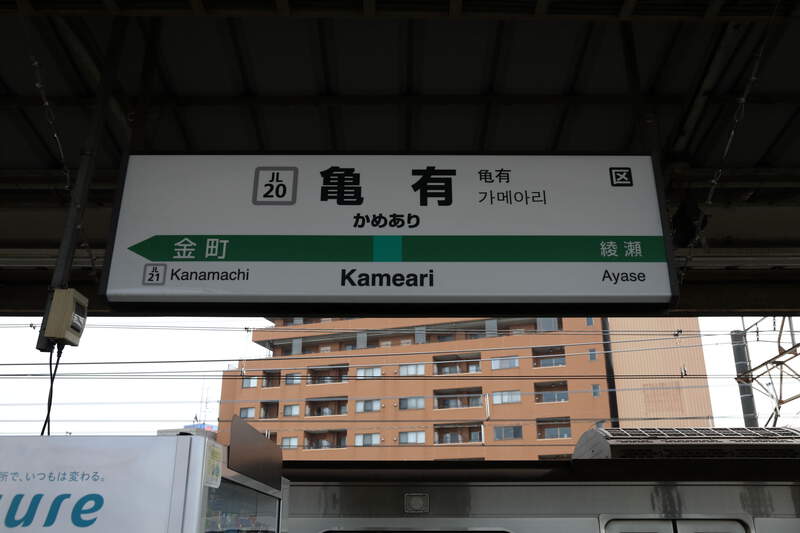 JL
20
亀有
亀有
가메아리
区
かめあり
金町
綾瀬
JL
21
Kanamachi
Kameari
Ayase
所で、いつもは変わる。
ure